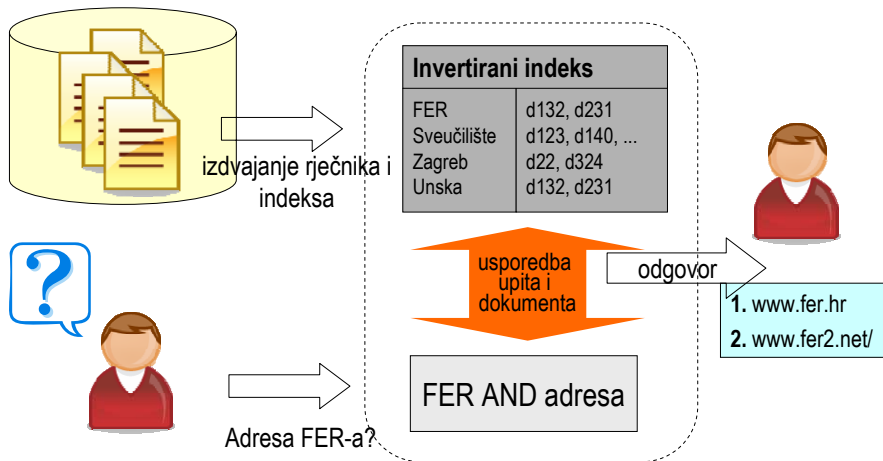 izdvajanje rječnika i
indeksa
Invertirani indeks
FER d132, d231
Sveučilište d123, d140, ...
Zagreb d22, d324
Unska d132, d231
usporedba
upita i
dokumenta
odgovor
1. www.fer.hr
2. www.fer2.net/
?
Adresa FER-a?
FER AND adresa